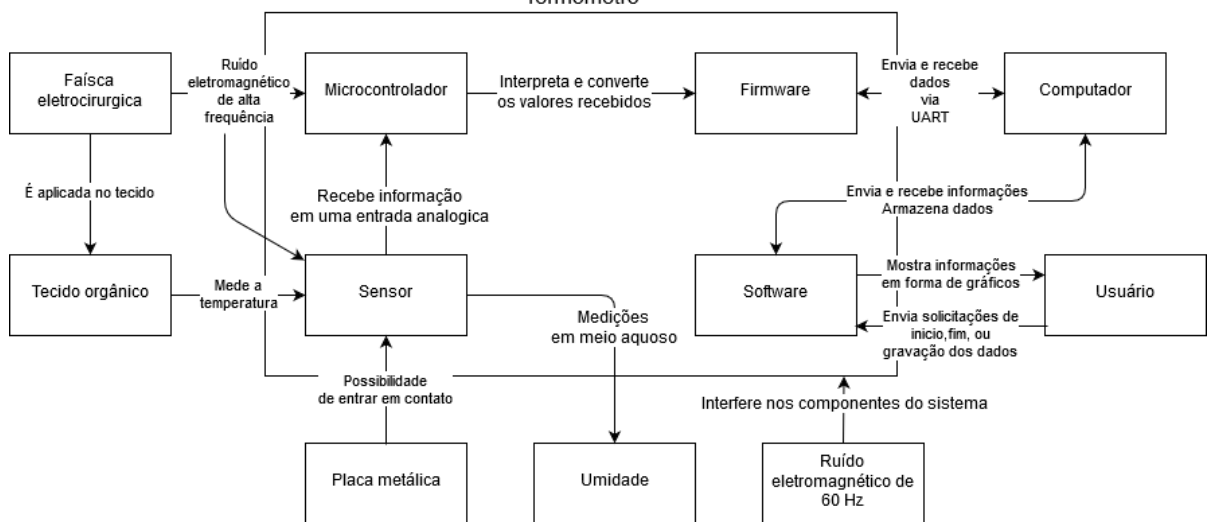 Termômetro
Faísca
eletrocirurgica
Ruído
eletromagnético
de alta
frequência
Microcontrolador
Interpreta e converte
os valores recebidos
Firmware
Envia e recebe
dados
via
UART
Computador
É aplicada no tecido
Recebe informação
em uma entrada analogica
Envia e recebe informações
Armazena dados
Tecido orgânico
Mede a
temperatura
Sensor
Medições
em meio aquoso
Software
Mostra informações
em forma de gráficos
Usuário
Envia solicitações de
inicio,fim, ou
gravação dos dados
Possibilidade
de entrar em contato
Interfere nos componentes do sistema
Placa metálica
Umidade
Ruído
eletromagnético de
60 Hz